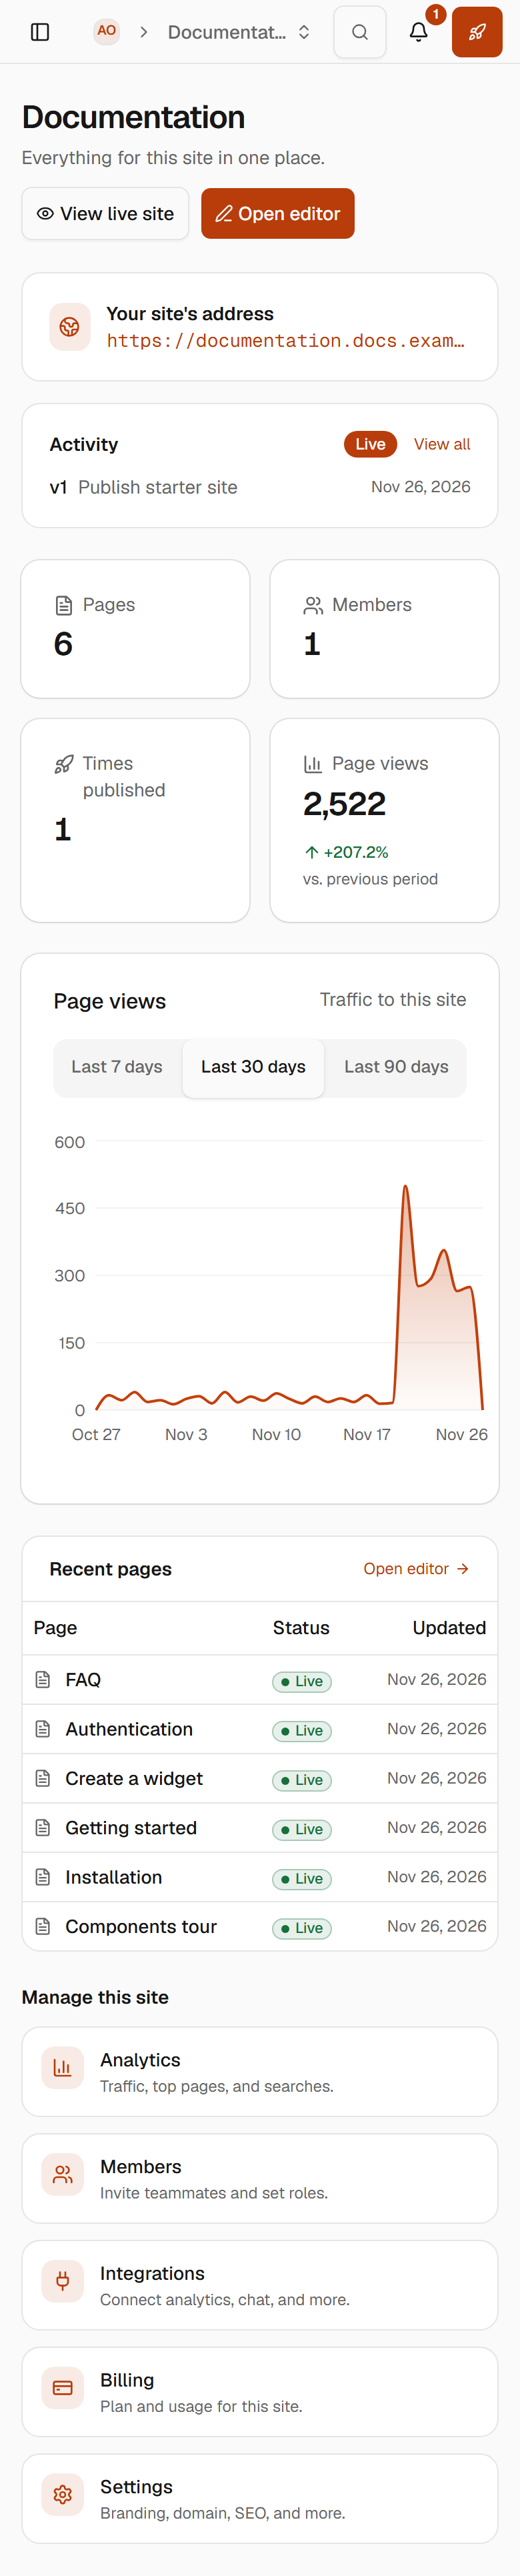 AO
Documentat...
1
Documentation
Everything for this site in one place.
View live site
Open editor
Your site's address
https://documentation.docs.exam…
Activity
Live
View all
v1 Publish starter site
Nov 26, 2026
Pages
6
Members
1
Times
published
1
Page views
2,522
+207.2%
vs. previous period
Page views
Traffic to this site
Last 7 days
Last 30 days
Last 90 days
600
450
300
150
0
Oct 27
Nov 3
Nov 10
Nov 17
Nov 26
Recent pages
Open editor →
Page Status Updated
FAQ Live Nov 26, 2026
Authentication Live Nov 26, 2026
Create a widget Live Nov 26, 2026
Getting started Live Nov 26, 2026
Installation Live Nov 26, 2026
Components tour Live Nov 26, 2026
Manage this site
Analytics
Traffic, top pages, and searches.
Members
Invite teammates and set roles.
Integrations
Connect analytics, chat, and more.
Billing
Plan and usage for this site.
Settings
Branding, domain, SEO, and more.